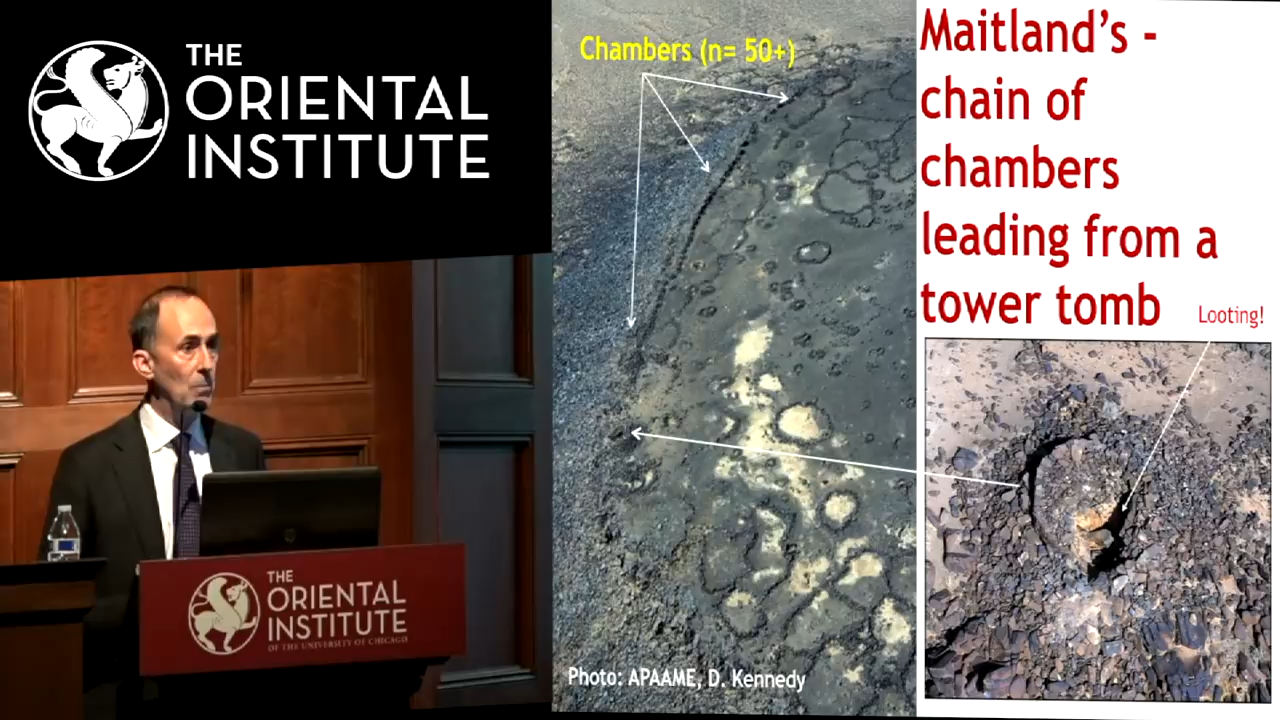 THE
ORIENTAL
INSTITUTE
THE
ORIENTAL
INSTITUTE
OF THE UNIVERSITY OF CHICAGO
Chambers (n= 50+)
Photo: APAAME, D. Kennedy
Maitland's -
chain of
chambers
leading from a
tower tomb
Looting!